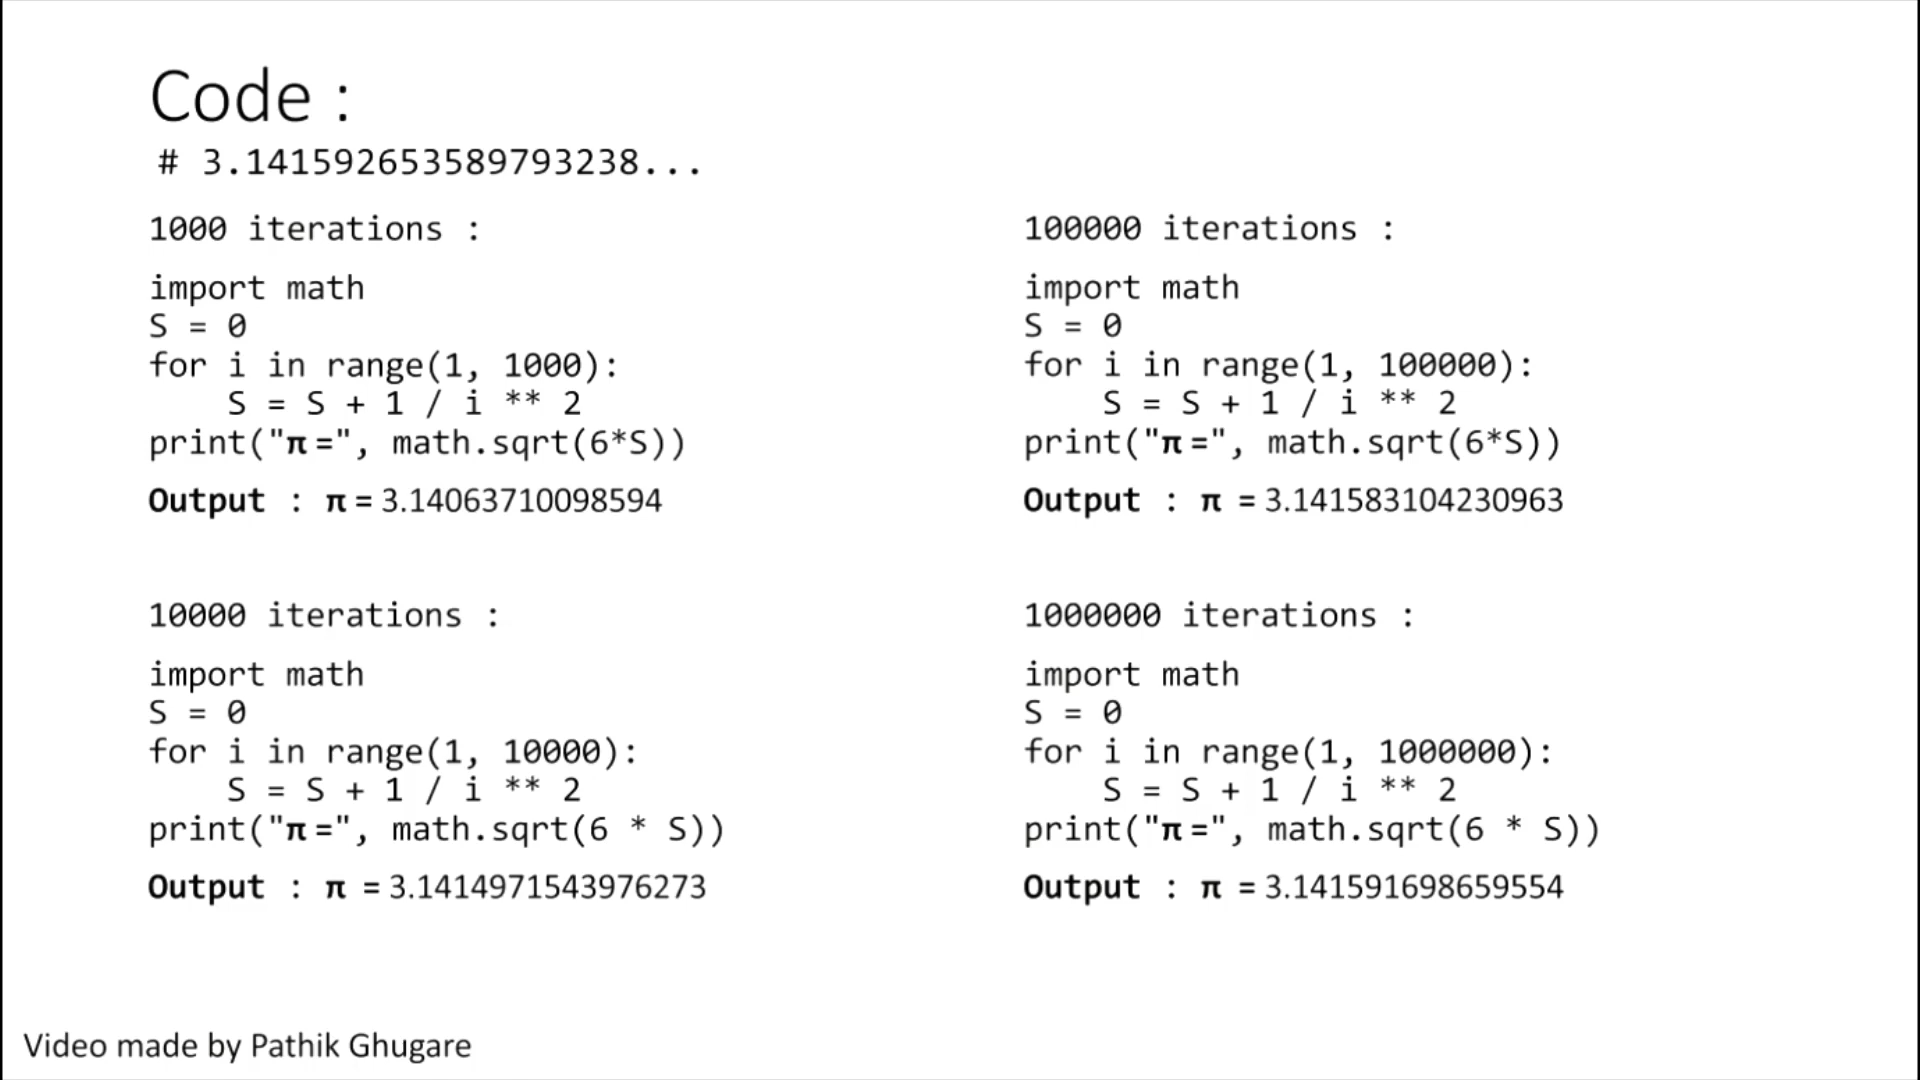 Code :
# 3.141592653589793238...
1000 iterations :
import math
S = 0
for i in range(1, 1000):
    S = S + 1 / i ** 2
print("π =", math.sqrt(6*S))
Output : π = 3.14063710098594
10000 iterations :
import math
S = 0
for i in range(1, 10000):
    S = S + 1 / i ** 2
print("π =", math.sqrt(6 * S))
Output : π = 3.1414971543976273
100000 iterations :
import math
S = 0
for i in range(1, 100000):
    S = S + 1 / i ** 2
print("π =", math.sqrt(6*S))
Output : π = 3.141583104230963
1000000 iterations :
import math
S = 0
for i in range(1, 1000000):
    S = S + 1 / i ** 2
print("π =", math.sqrt(6 * S))
Output : π = 3.141591698659554
Video made by Pathik Ghugare